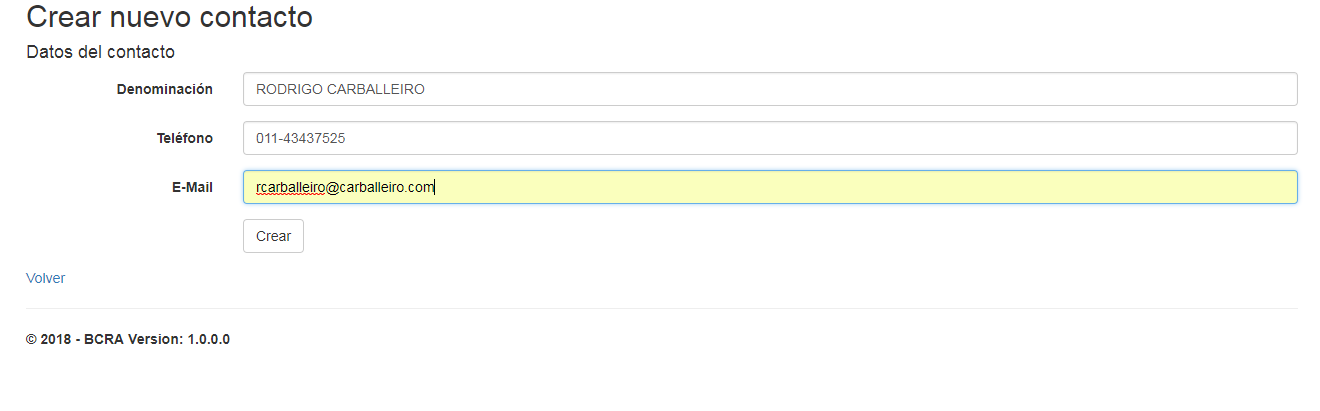 Crear nuevo contacto
Datos del contacto
Denominación RODRIGO CARBALLEIRO
Teléfono 011-43437525
E-Mail rcarballeiro@carballeiro.com
Crear
Volver
© 2018 - BCRA Version: 1.0.0.0